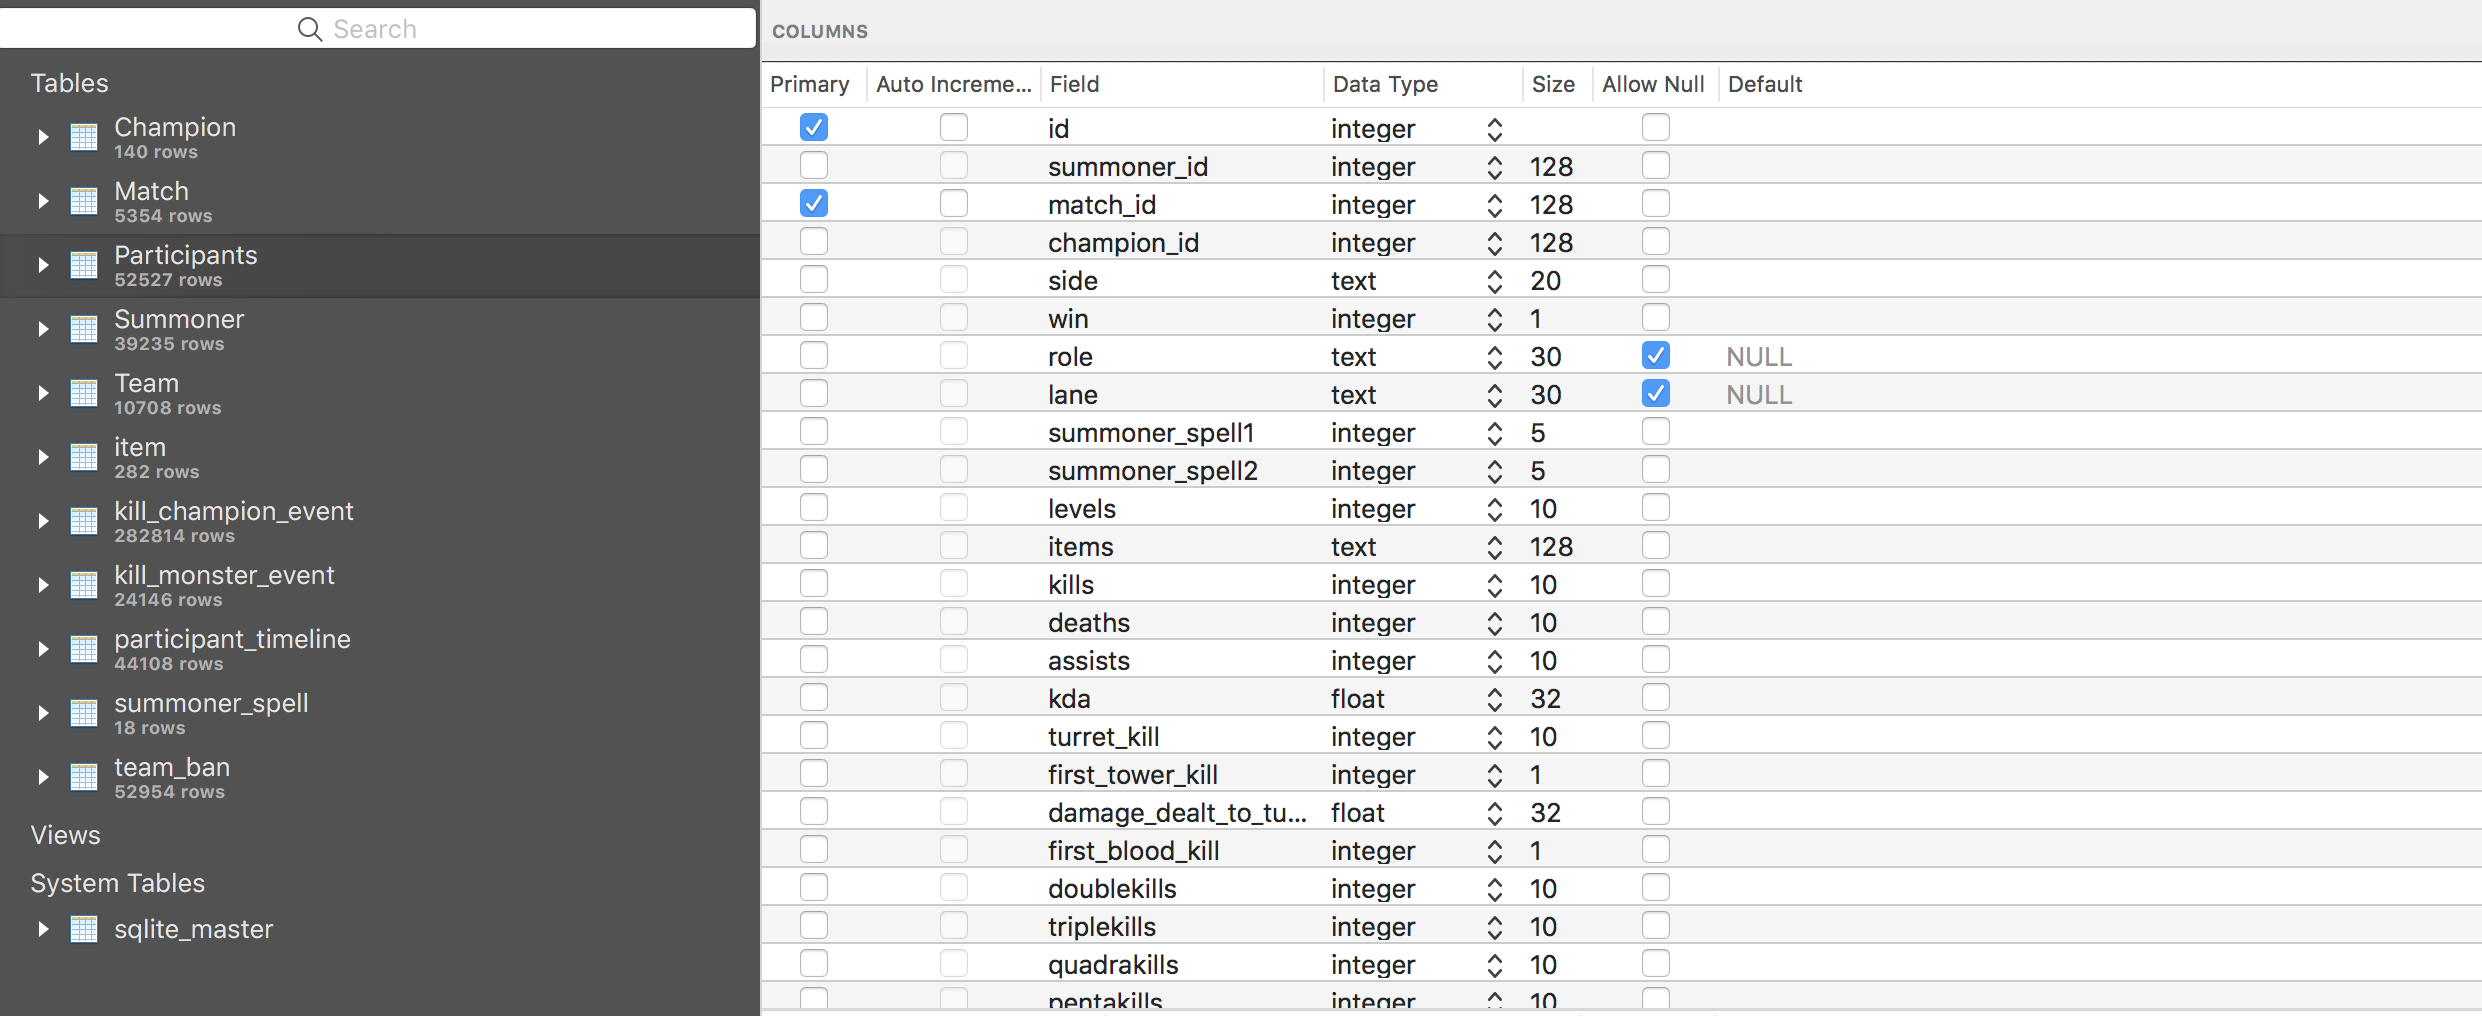 Search
Tables
Champion
140 rows
Match
5354 rows
Participants
52527 rows
Summoner
39235 rows
Team
10708 rows
item
282 rows
kill_champion_event
282814 rows
kill_monster_event
24146 rows
participant_timeline
44108 rows
summoner_spell
18 rows
team_ban
52954 rows
Views
System Tables
sqlite_master
COLUMNS
Primary Auto Increme... Field Data Type Size Allow Null Default
id integer
summoner_id integer 128
match_id integer 128
champion_id integer 128
side text 20
win integer 1
role text 30 NULL
lane text 30 NULL
summoner_spell1 integer 5
summoner_spell2 integer 5
levels integer 10
items text 128
kills integer 10
deaths integer 10
assists integer 10
kda float 32
turret_kill integer 10
first_tower_kill integer 1
damage_dealt_to_tu... float 32
first_blood_kill integer 1
doublekills integer 10
triplekills integer 10
quadrakills integer 10
pentakills integer 10